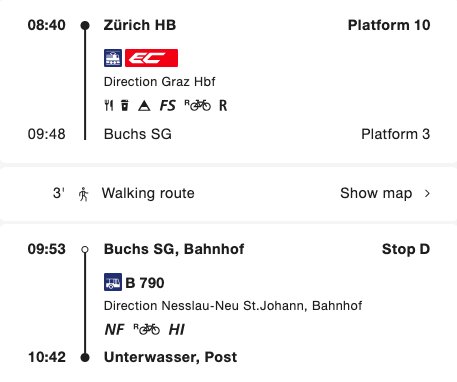 08:40 Zürich HB Platform 10
EC
Direction Graz Hbf
FS R R
09:48 Buchs SG Platform 3
3' Walking route Show map
09:53 Buchs SG, Bahnhof Stop D
B 790
Direction Nesslau-Neu St.Johann, Bahnhof
NF R HI
10:42 Unterwasser, Post